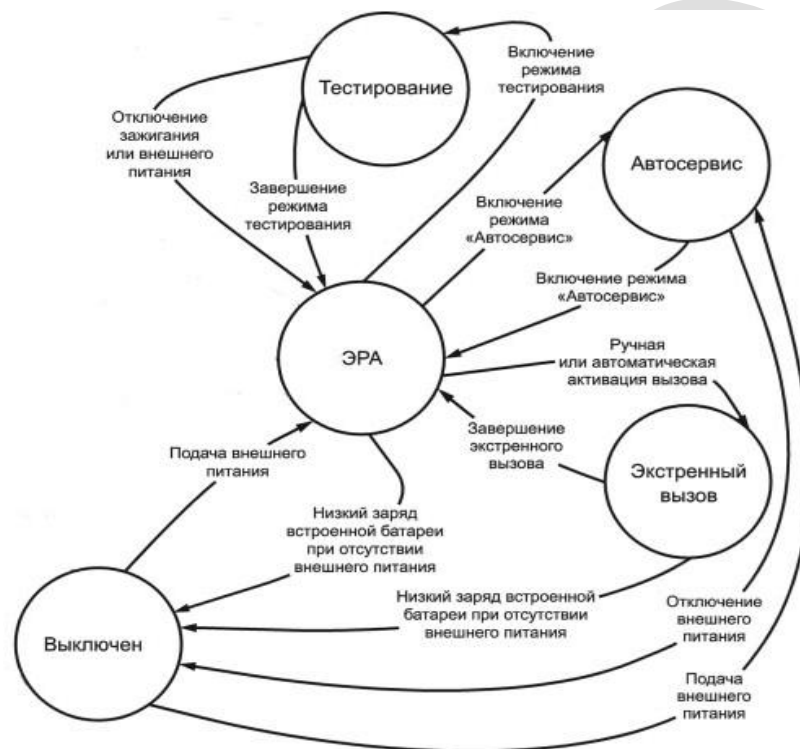 Тестирование
Включение
режима
тестирования
Отключение
зажигания
или внешнего
питания
Завершение
режима
тестирования
Автосервис
Включение
режима
«Автосервис»
Включение режима
«Автосервис»
ЭРА
Ручная
или автоматическая
активация вызова
Завершение
экстренного
вызова
Экстренный
вызов
Подача внешнего
питания
Низкий заряд
встроенной батареи
при отсутствии
внешнего питания
Низкий заряд встроенной
батареи при отсутствии
внешнего питания
Отключение
внешнего
питания
Выключен
Подача
внешнего
питания